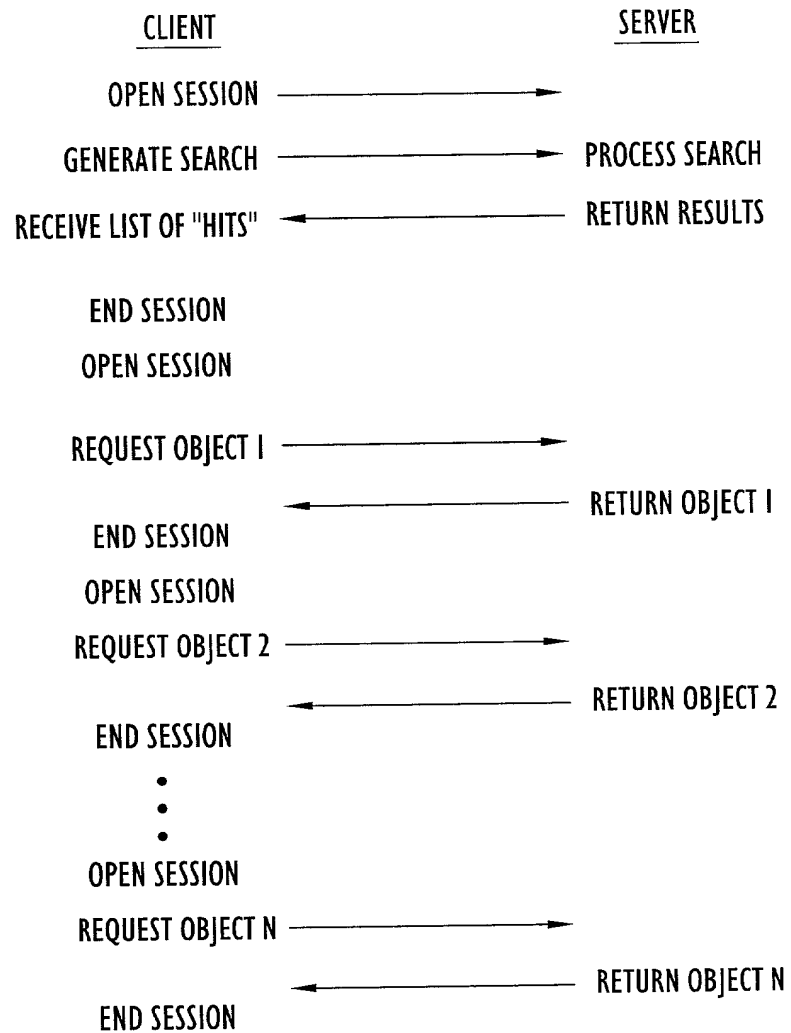 CLIENT SERVER
OPEN SESSION
GENERATE SEARCH PROCESS SEARCH
RECEIVE LIST OF "HITS" RETURN RESULTS
END SESSION
OPEN SESSION
REQUEST OBJECT 1
RETURN OBJECT 1
END SESSION
OPEN SESSION
REQUEST OBJECT 2
RETURN OBJECT 2
END SESSION
OPEN SESSION
REQUEST OBJECT N
RETURN OBJECT N
END SESSION